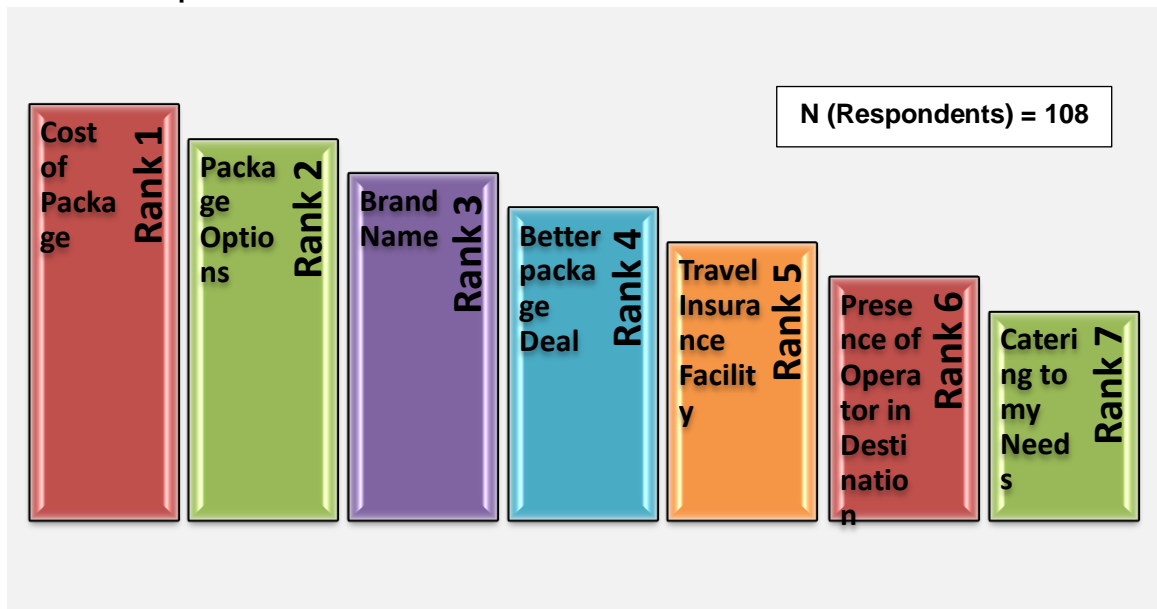 N (Respondents) = 108
Cost
of
Packa
ge
Rank 1
Packa
ge
Optio
ns
Rank 2
Brand
Name
Rank 3
Better
packa
ge
Deal
Rank 4
Travel
Insura
nce
Facilit
y
Rank 5
Prese
nce of
Opera
tor in
Desti
natio
n
Rank 6
Cateri
ng to
my
Need
s
Rank 7